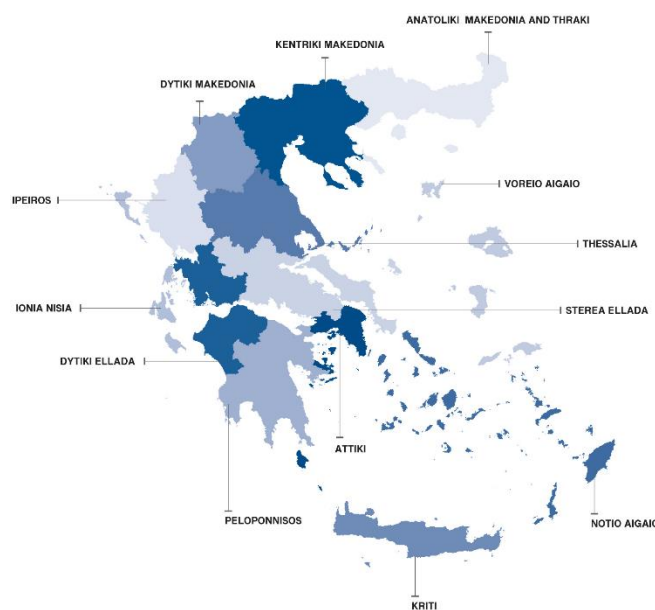 ANATOLIKI MAKEDONIA AND THRAKI
KENTRIKI MAKEDONIA
DYTIKI MAKEDONIA
VOREIO AIGAIO
IPEIROS
THESSALIA
IONIA NISIA
STEREA ELLADA
DYTIKI ELLADA
ATTIKI
PELOPONNISOS
NOTIO AIGAIO
KRITI